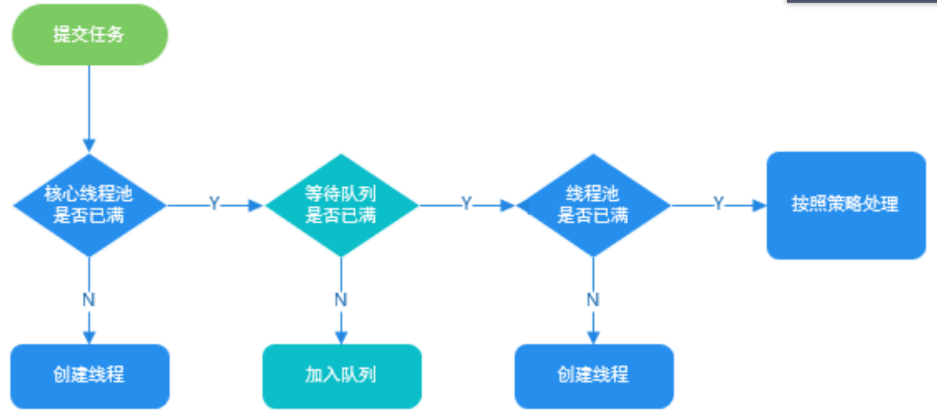 提交任务
核心线程池
是否已满
Y
等待队列
是否已满
Y
线程池
是否已满
Y
按照策略处理
N
N
N
创建线程
加入队列
创建线程